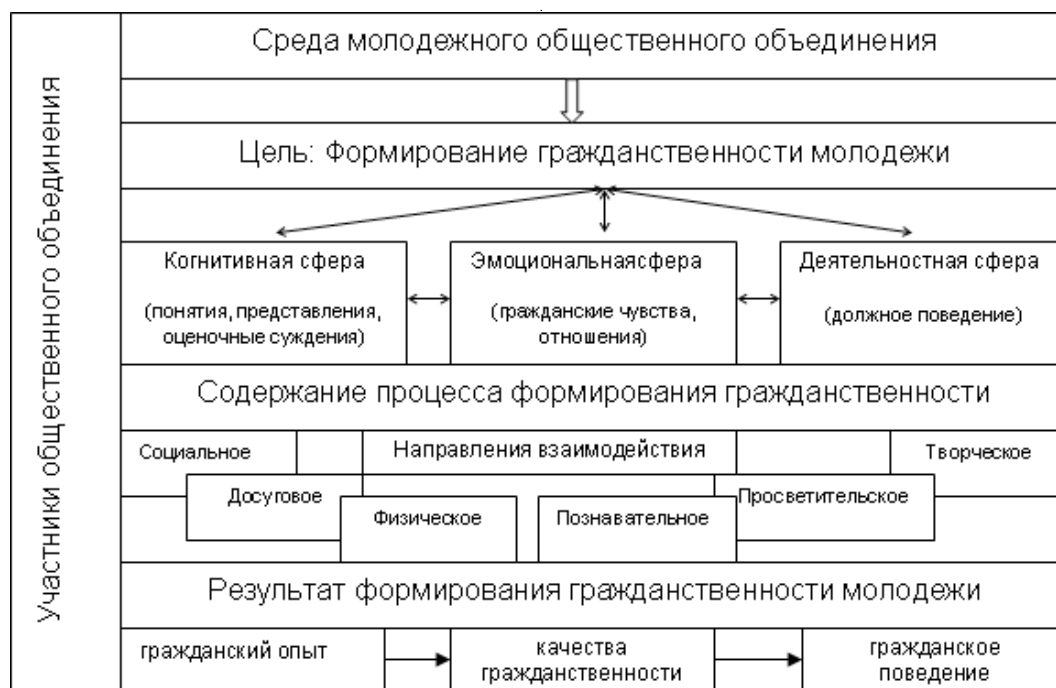 Участники общественного объединения
Среда молодежного общественного объединения
Цель: Формирование гражданственности молодежи
Когнитивная сфера
(понятия, представления,
оценочные суждения)
Эмоциональнаясфера
(гражданские чувства,
отношения)
Деятельностная сфера
(должное поведение)
Содержание процесса формирования гражданственности
Социальное
Направления взаимодействия
Творческое
Досуговое
Просветительское
Физическое
Познавательное
Результат формирования гражданственности молодежи
гражданский опыт
качества
гражданственности
гражданское
поведение